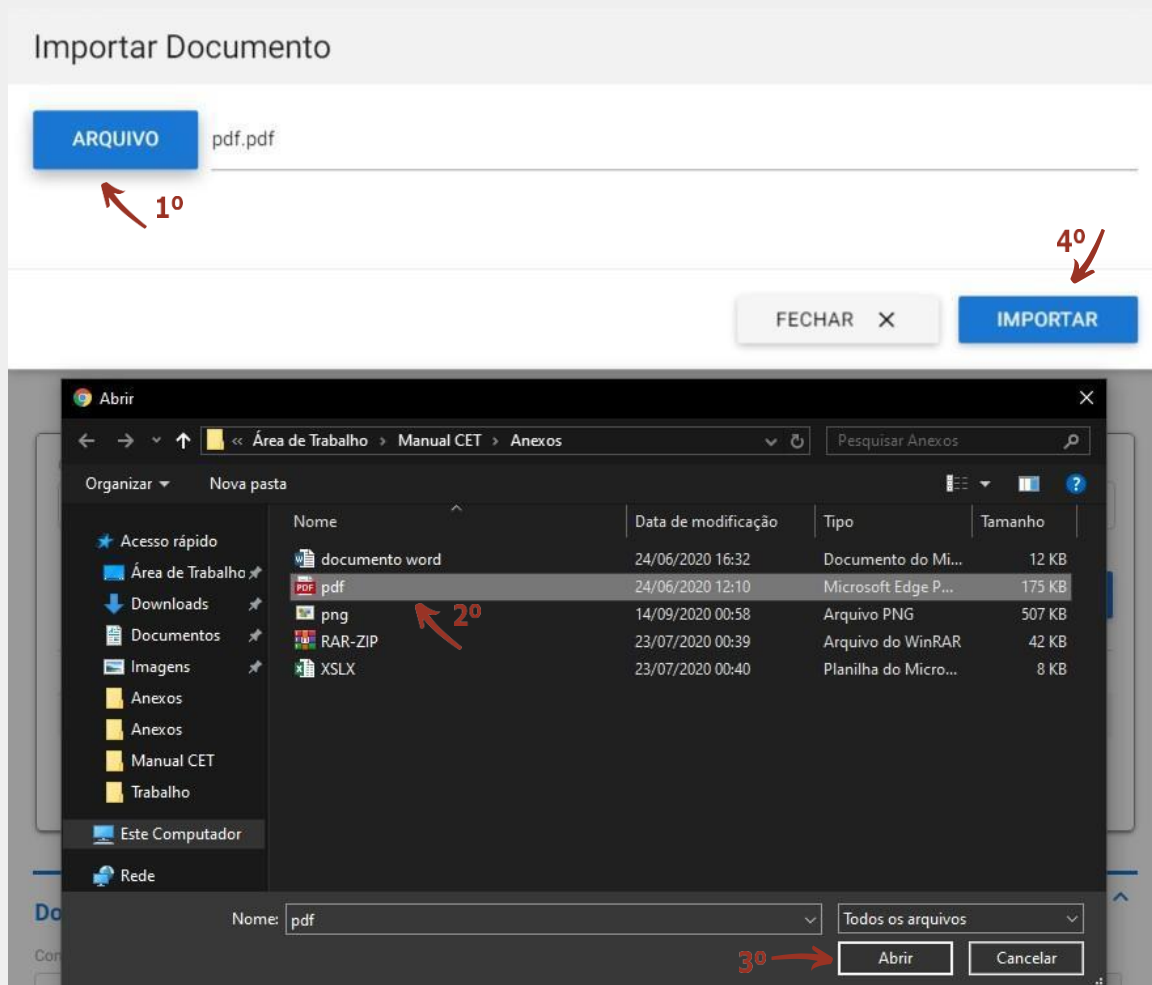 Importar Documento
ARQUIVO pdf.pdf
1º
4º
FECHAR IMPORTAR
Abrir
« Área de Trabalho › Manual CET › Anexos Pesquisar Anexos
Organizar Nova pasta
Nome Data de modificação Tipo Tamanho
Acesso rápido
Área de Trabalho
Downloads
Documentos
Imagens
Anexos
Anexos
Manual CET
Trabalho
Este Computador
Rede
documento word 24/06/2020 16:32 Documento do Mi... 12 KB
pdf 24/06/2020 12:10 Microsoft Edge P... 175 KB
png 14/09/2020 00:58 Arquivo PNG 507 KB
RAR-ZIP 23/07/2020 00:39 Arquivo do WinRAR 42 KB
XSLX 23/07/2020 00:40 Planilha do Micro... 8 KB
2º
Do
Con
Nome: pdf Todos os arquivos
3º Abrir Cancelar